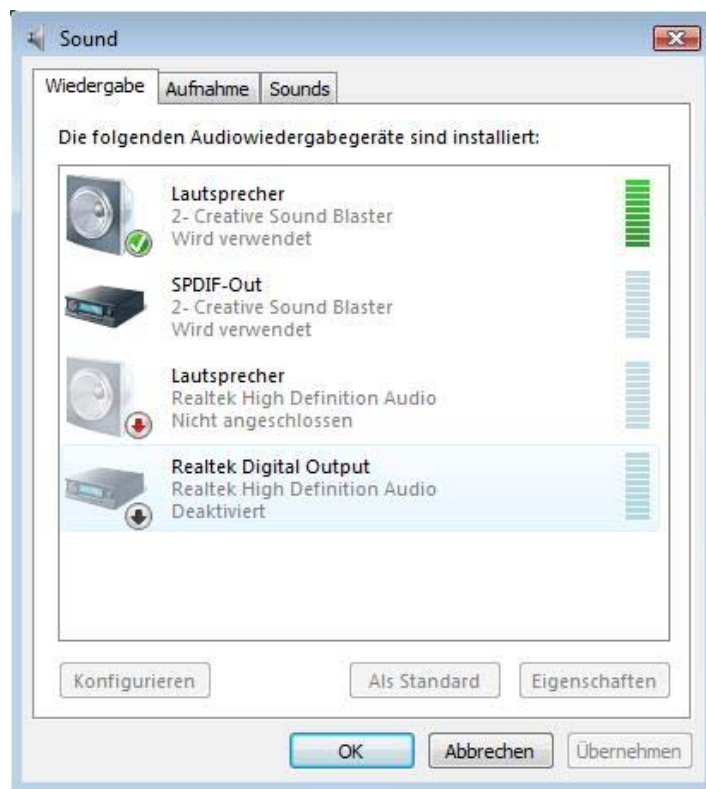 Sound
Wiedergabe Aufnahme Sounds
Die folgenden Audiowiedergabegeräte sind installiert:
Lautsprecher
2- Creative Sound Blaster
Wird verwendet
SPDIF-Out
2- Creative Sound Blaster
Wird verwendet
Lautsprecher
Realtek High Definition Audio
Nicht angeschlossen
Realtek Digital Output
Realtek High Definition Audio
Deaktiviert
Konfigurieren Als Standard Eigenschaften
OK Abbrechen Übernehmen